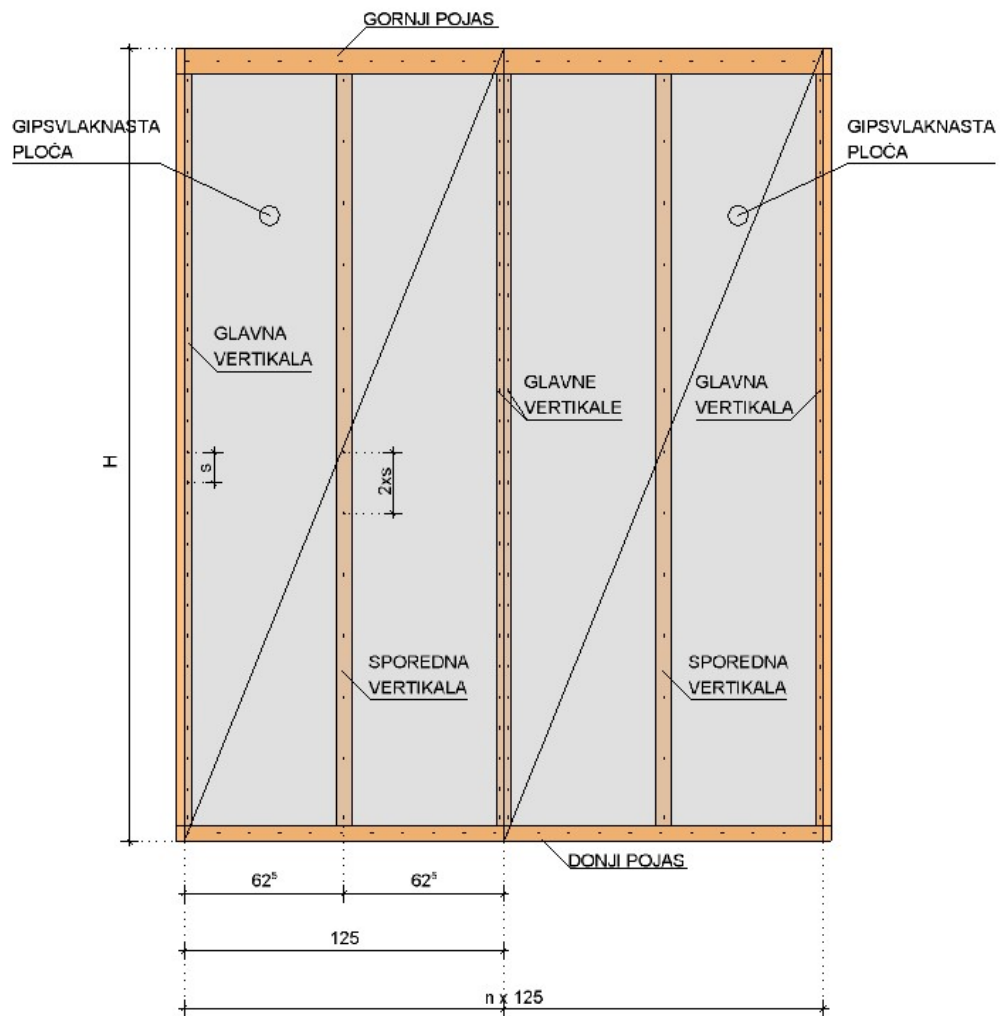 GORNJI POJAS
GIPSVLAKNASTA
PLOČA
GIPSVLAKNASTA
PLOČA
GLAVNA
VERTIKALA
GLAVNE
VERTIKALE
GLAVNA
VERTIKALA
H
s
2xs
SPOREDNA
VERTIKALA
SPOREDNA
VERTIKALA
DONJI POJAS
62⁵
62⁵
125
n x 125